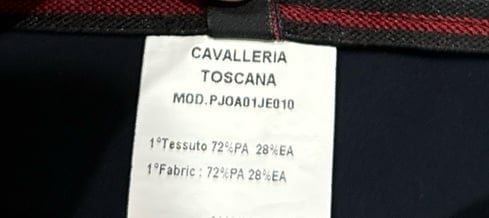 CAVALLERIA
TOSCANA
MOD.PJOA01JE010
1°Tessuto 72%PA 28%EA
1°Fabric : 72%PA 28%EA